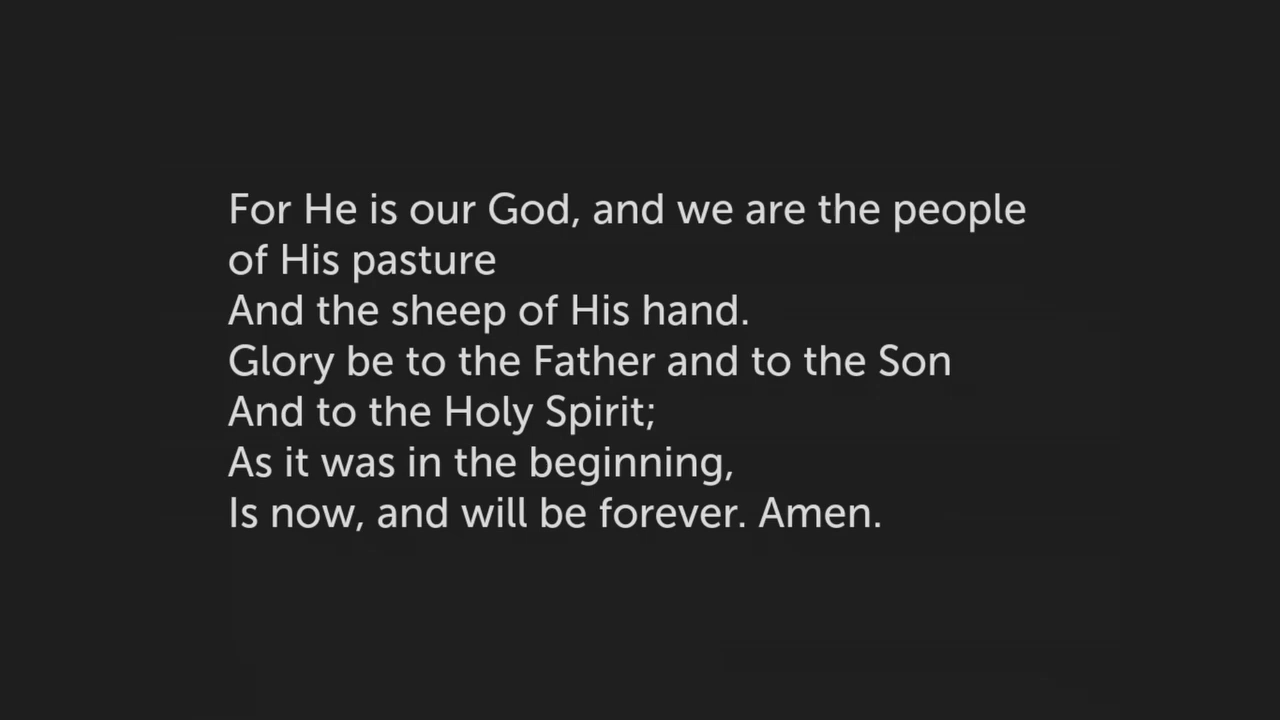 For He is our God, and we are the people
of His pasture
And the sheep of His hand.
Glory be to the Father and to the Son
And to the Holy Spirit;
As it was in the beginning,
Is now, and will be forever. Amen.